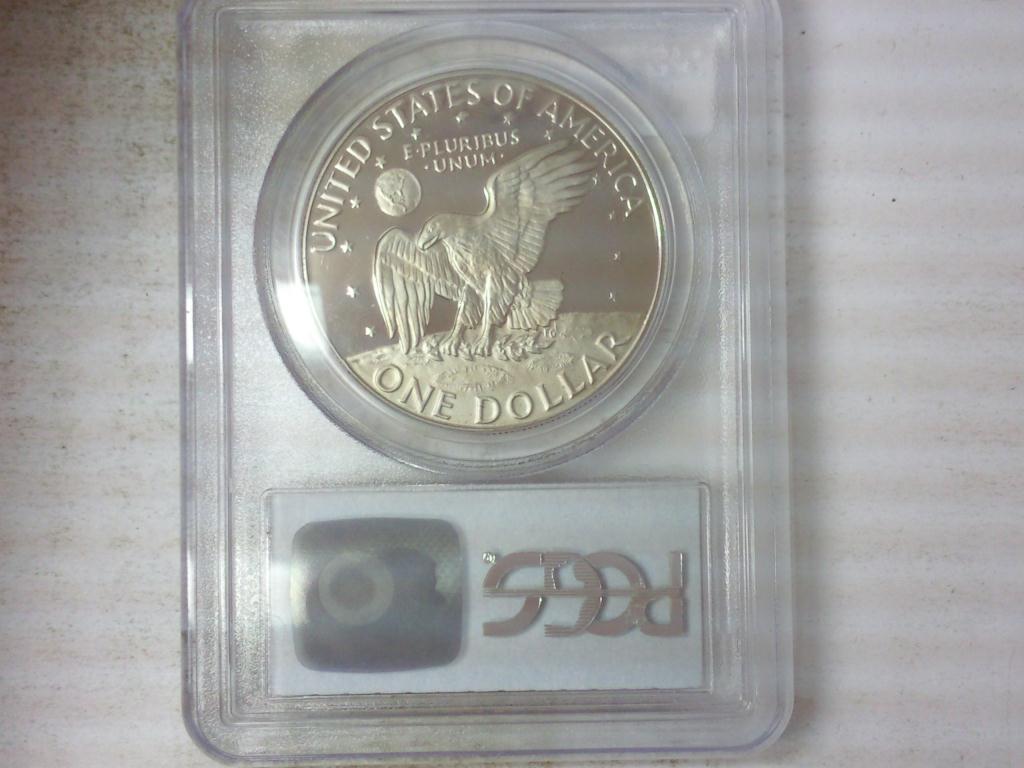 UNITED STATES OF AMERICA
E·PLURIBUS
·UNUM·
ONE DOLLAR
PCGS